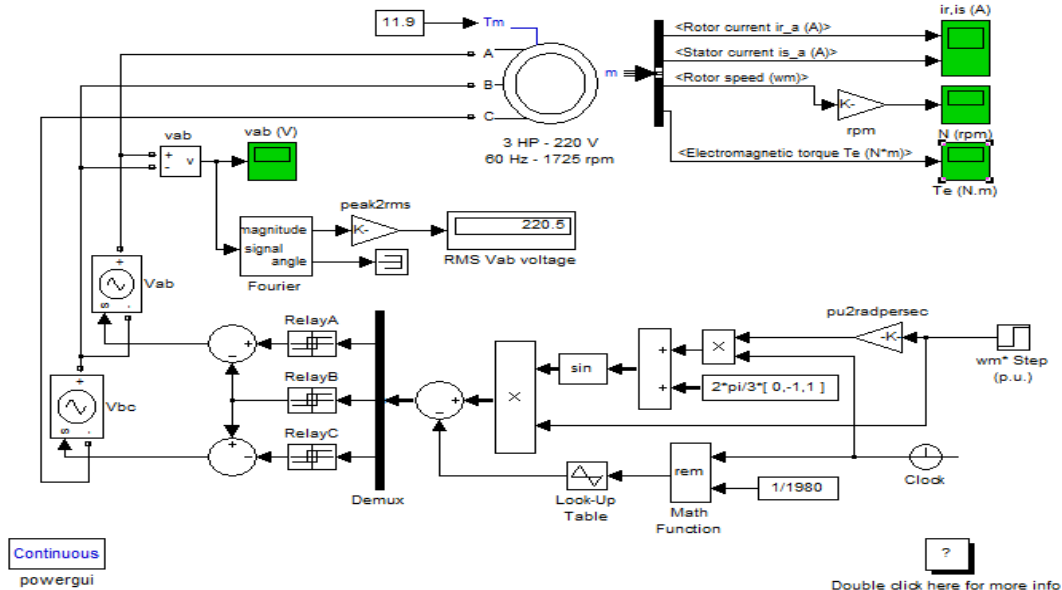 ir,is (A)
11.9
Tm
<Rotor current ir_a (A)>
A
<Stator current is_a (A)>
m
<Rotor speed (wm)>
B
K-
C
rpm
N (rpm)
vab
vab (V)
+
-
v
3 HP - 220 V
60 Hz - 1725 rpm
<Electromagnetic torque Te (N*m)>
Te (N.m)
peak2rms
magnitude
signal
angle
K-
220.5
Fourier
RMS Vab voltage
+
Vab
s
-
RelayA
pu2radpersec
+
−
-K-
wm* Step
(p.u.)
×
sin
+
+
2*pi/3*[ 0,-1,1 ]
RelayB
+
Vbc
s
-
×
+
−
RelayC
+
−
rem
1/1980
Clock
Demux
Look-Up
Table
Math
Function
Continuous
powergui
?
Double click here for more info